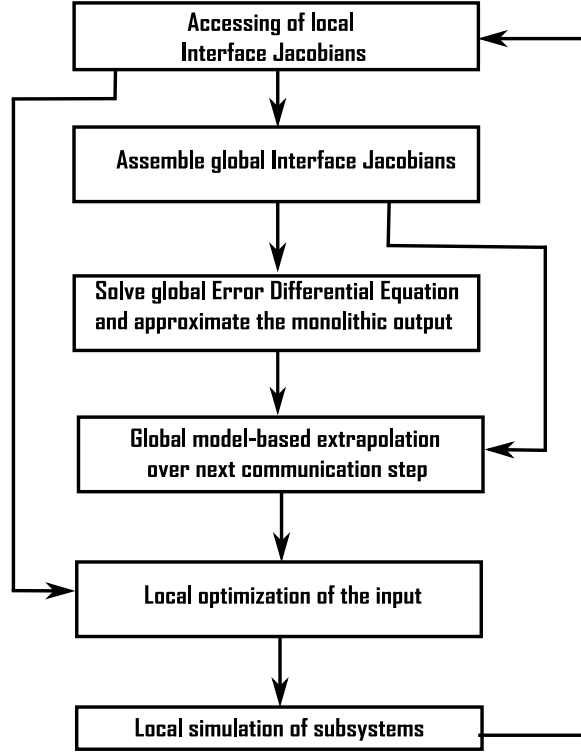 Accessing of local
Interface Jacobians
Assemble global Interface Jacobians
Solve global Error Differential Equation
and approximate the monolithic output
Global model-based extrapolation
over next communication step
Local optimization of the input
Local simulation of subsystems